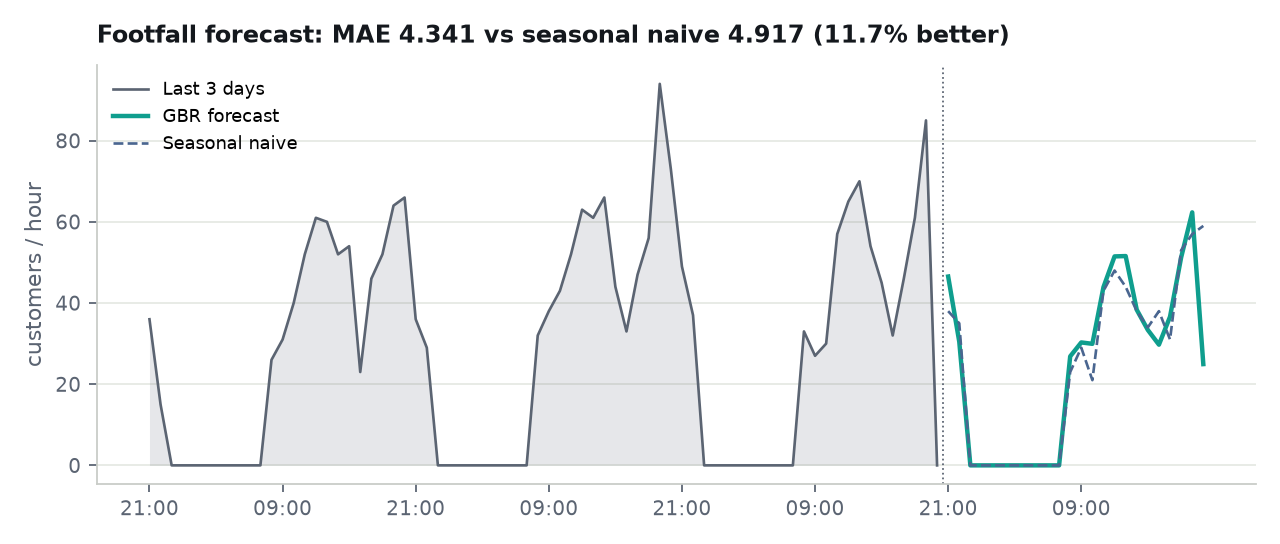 Footfall forecast: MAE 4.341 vs seasonal naive 4.917 (11.7% better)
Last 3 days
GBR forecast
Seasonal naive
customers / hour
80
60
40
20
0
21:00 09:00 21:00 09:00 21:00 09:00 21:00 09:00